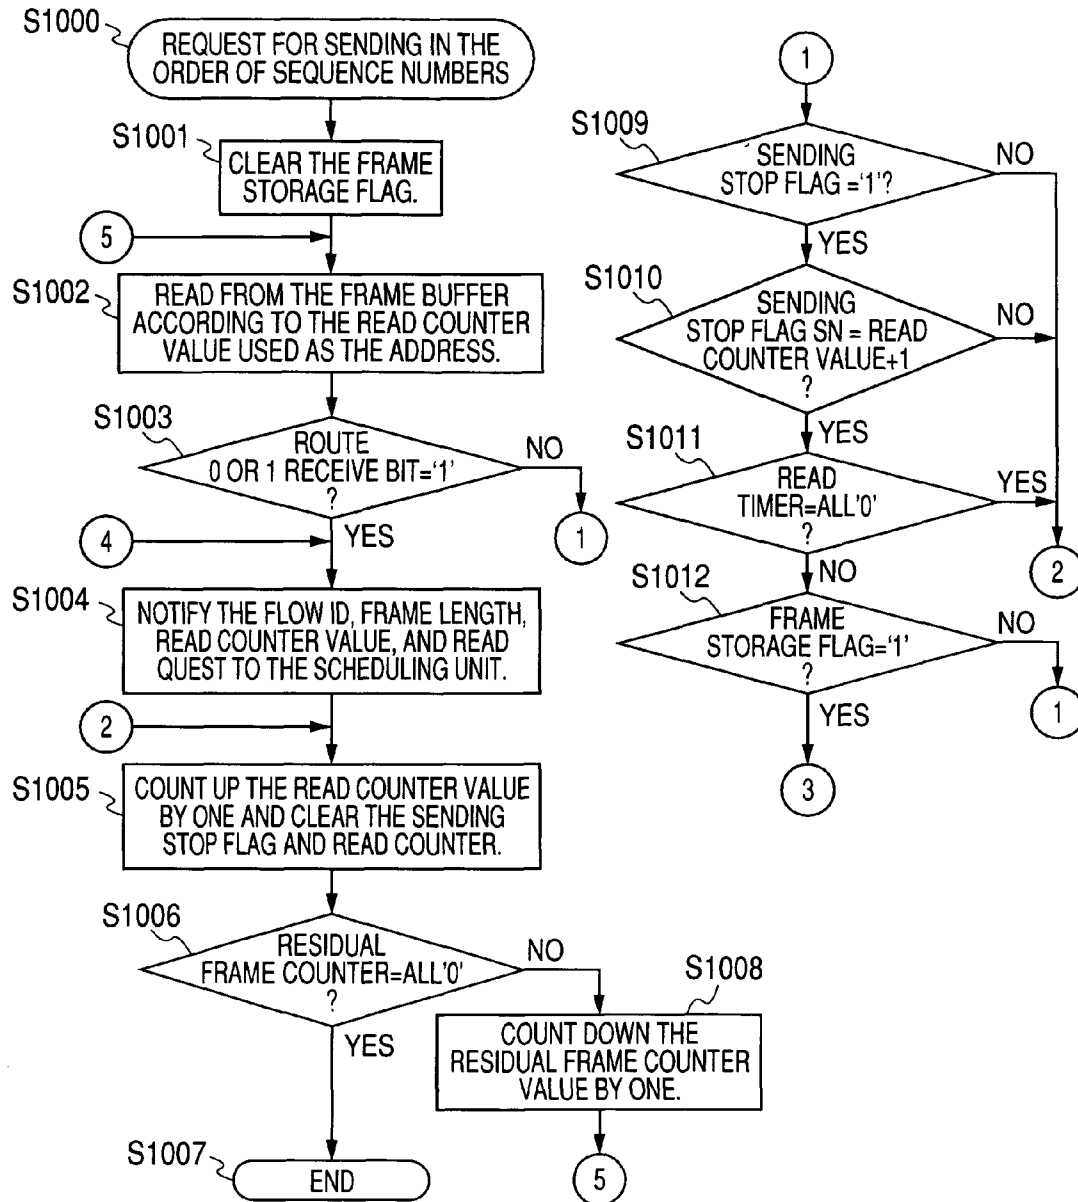 S1000
REQUEST FOR SENDING IN THE
ORDER OF SEQUENCE NUMBERS
S1001
CLEAR THE FRAME
STORAGE FLAG.
5
S1002
READ FROM THE FRAME BUFFER
ACCORDING TO THE READ COUNTER
VALUE USED AS THE ADDRESS.
S1003
ROUTE
0 OR 1 RECEIVE BIT=‘1’
?
NO
1
YES
4
S1004
NOTIFY THE FLOW ID, FRAME LENGTH,
READ COUNTER VALUE, AND READ
QUEST TO THE SCHEDULING UNIT.
2
S1005
COUNT UP THE READ COUNTER VALUE
BY ONE AND CLEAR THE SENDING
STOP FLAG AND READ COUNTER.
S1006
RESIDUAL
FRAME COUNTER=ALL‘0’
?
NO
YES
S1008
COUNT DOWN THE
RESIDUAL FRAME COUNTER
VALUE BY ONE.
5
S1007
END
1
S1009
SENDING
STOP FLAG =‘1’?
NO
YES
S1010
SENDING
STOP FLAG SN = READ
COUNTER VALUE+1
?
NO
YES
S1011
READ
TIMER=ALL‘0’
?
YES
2
NO
S1012
FRAME
STORAGE FLAG=‘1’
?
NO
1
YES
3